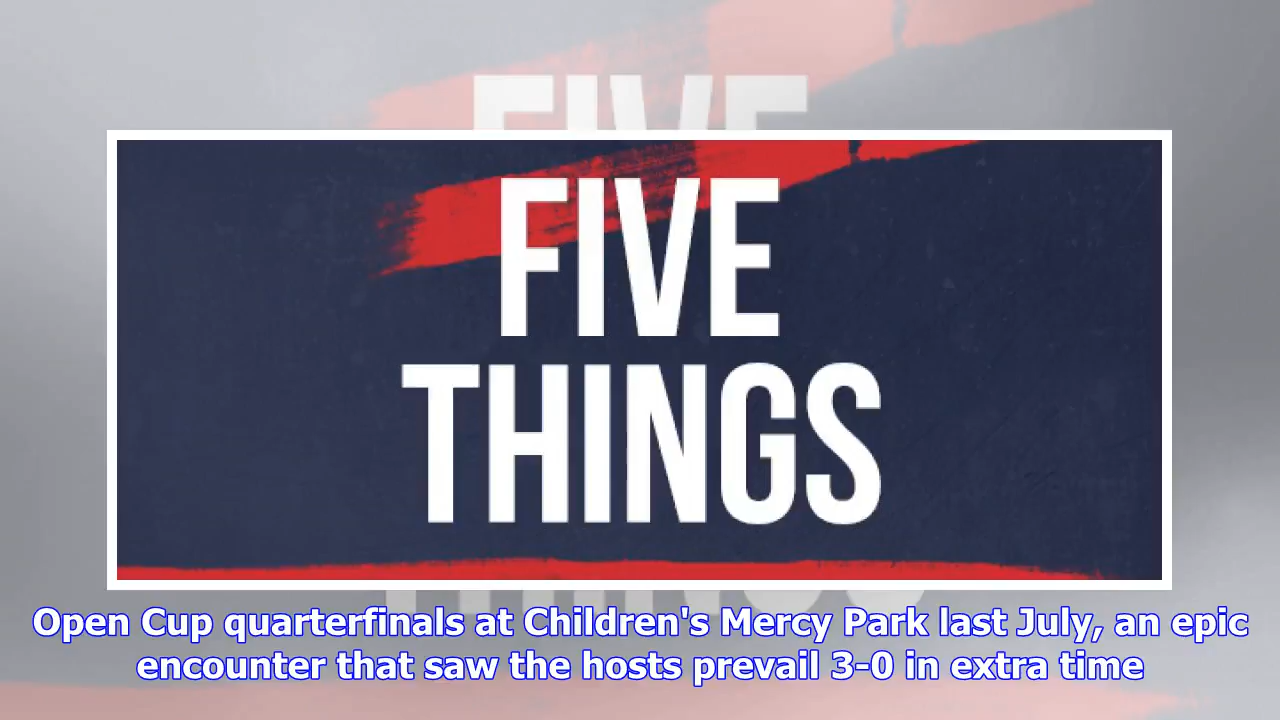 FIVE
THINGS
Open Cup quarterfinals at Children's Mercy Park last July, an epic
encounter that saw the hosts prevail 3-0 in extra time